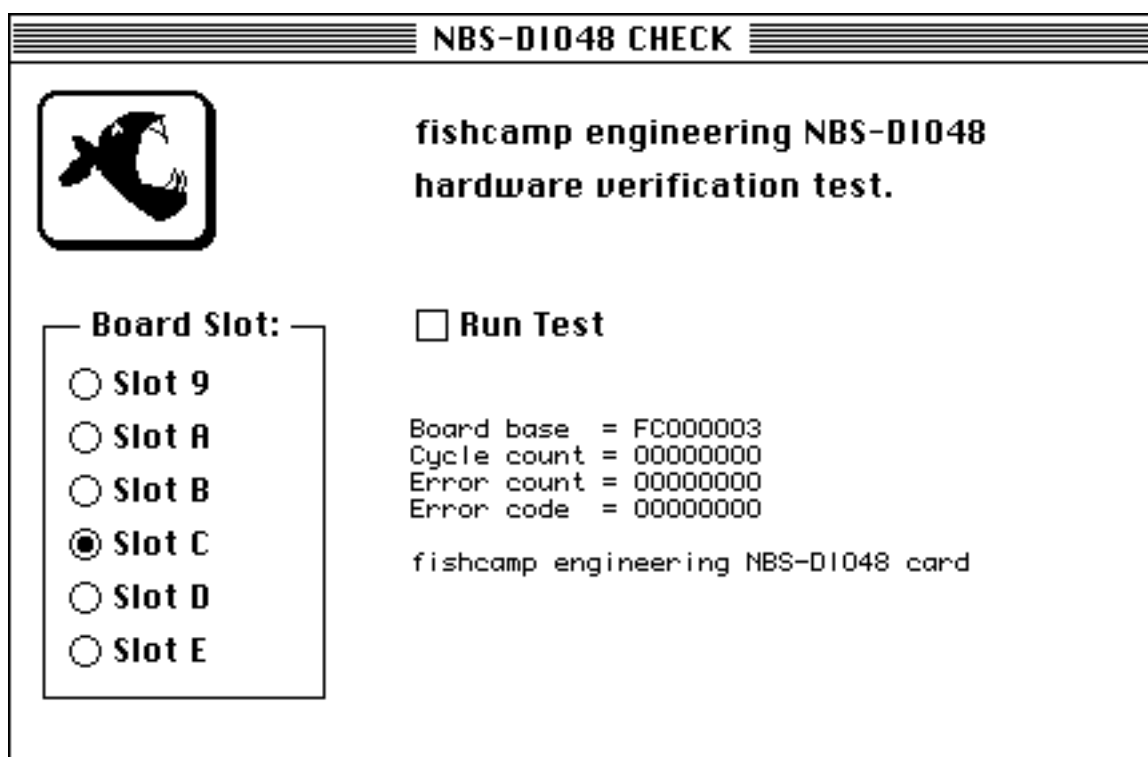 NBS-DIO48 CHECK
fishcamp engineering NBS-DIO48
hardware verification test.
Board Slot:
Slot 9
Slot A
Slot B
Slot C
Slot D
Slot E
Run Test
Board base = FC000003
Cycle count = 00000000
Error count = 00000000
Error code = 00000000
fishcamp engineering NBS-DIO48 card